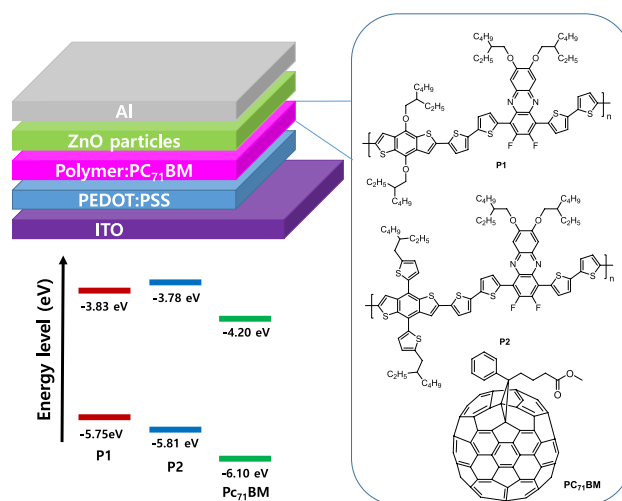 Al
ZnO particles
Polymer:PC71BM
PEDOT:PSS
ITO
Energy level (eV)
-3.83 eV
-3.78 eV
-4.20 eV
-5.75eV
-5.81 eV
-6.10 eV
P1
P2
Pc71BM
C4H9
C4H9
C2H5
O
O
C2H5
C4H9
C2H5
O
N
N
S
S
S
S
S
S
F
F
n
O
P1
C2H5
C4H9
C4H9
C4H9
C2H5
O
O
C2H5
C4H9
C2H5
S
N
N
S
S
S
S
S
S
F
F
n
S
P2
C2H5
C4H9
O
O
PC71BM